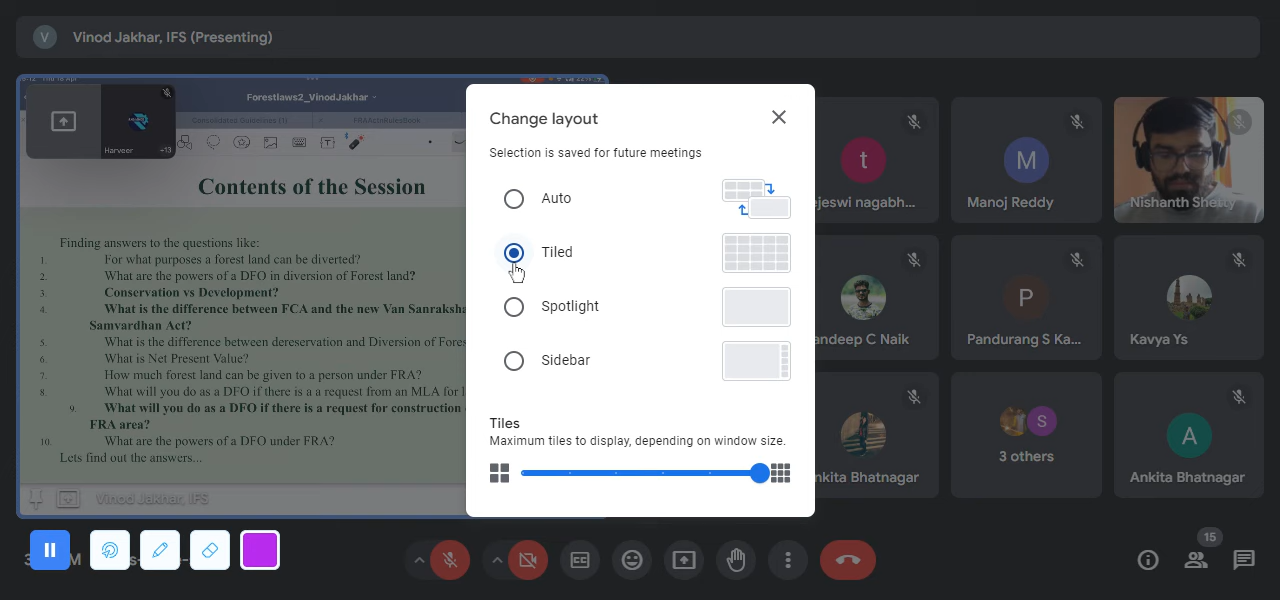 V
Vinod Jakhar, IFS (Presenting)
Forestlaws2_VinodJakhar
Consolidated Guidelines (1)
FRAActnRulesBook
Harveer
+13
Contents of the Session
Finding answers to the questions like:
1. For what purposes a forest land can be diverted?
2. What are the powers of a DFO in diversion of Forest land?
3. Conservation vs Development?
4. What is the difference between FCA and the new Van Sanraksha
Samvardhan Act?
5. What is the difference between dereservation and Diversion of Fores
6. What is Net Present Value?
7. How much forest land can be given to a person under FRA?
8. What will you do as a DFO if there is a a request from an MLA for
9. What will you do as a DFO if there is a request for construction
FRA area?
10. What are the powers of a DFO under FRA?
Lets find out the answers...
Vinod Jakhar, IFS
Change layout
Selection is saved for future meetings
Auto
Tiled
Spotlight
Sidebar
Tiles
Maximum tiles to display, depending on window size.
t
ejeswi nagabh...
M
Manoj Reddy
Nishanth Shetty
andeep C Naik
P
Pandurang S Ka...
Kavya Ys
nkita Bhatnagar
S
3 others
A
Ankita Bhatnagar
15